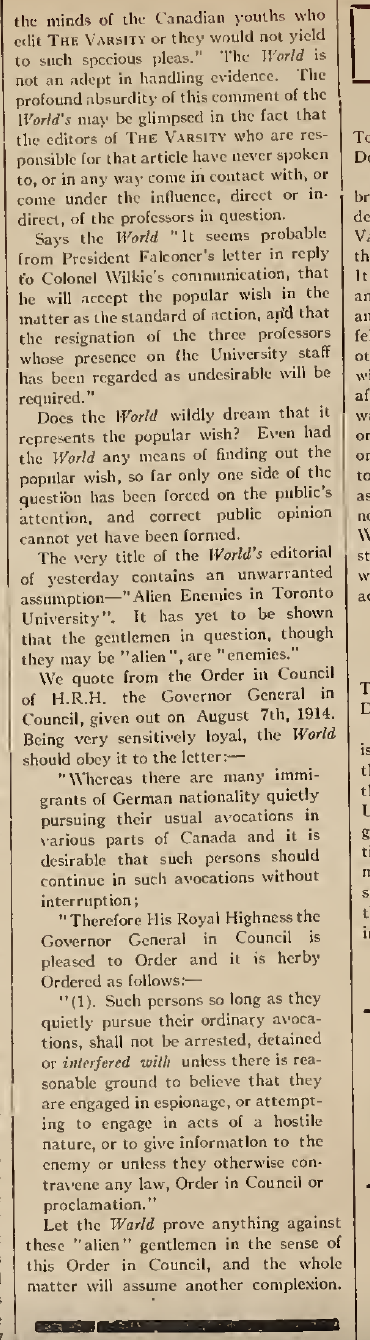 the minds of the Canadian youths who
edit THE VARSITY or they would not yield
to such specious pleas." The World is
not an adept in handling evidence. The
profound absurdity of this comment of the
World's may be glimpsed in the fact that
the editors of THE VARSITY who are res-
ponsible for that article have never spoken
to, or in any way come in contact with, or
come under the influence, direct or in-
direct, of the professors in question.
Says the World "It seems probable
from President Falconer's letter in reply
to Colonel Wilkie's communication, that
he will accept the popular wish in the
matter as the standard of action, and that
the resignation of the three professors
whose presence on the University staff
has been regarded as undesirable will be
required."
Does the World wildly dream that it
represents the popular wish? Even had
the World any means of finding out the
popular wish, so far only one side of the
question has been forced on the public's
attention, and correct public opinion
cannot yet have been formed.
The very title of the World's editorial
of yesterday contains an unwarranted
assumption—"Alien Enemies in Toronto
University". It has yet to be shown
that the gentlemen in question, though
they may be "alien", are "enemies."
We quote from the Order in Council
of H.R.H. the Governor General in
Council, given out on August 7th, 1914.
Being very sensitively loyal, the World
should obey it to the letter:—
"Whereas there are many immi-
grants of German nationality quietly
pursuing their usual avocations in
various parts of Canada and it is
desirable that such persons should
continue in such avocations without
interruption;
"Therefore His Royal Highness the
Governor General in Council is
pleased to Order and it is herby
Ordered as follows:—
"(1). Such persons so long as they
quietly pursue their ordinary avoca-
tions, shall not be arrested, detained
or interfered with unless there is rea-
sonable ground to believe that they
are engaged in espionage, or attempt-
ing to engage in acts of a hostile
nature, or to give information to the
enemy or unless they otherwise con-
travene any law, Order in Council or
proclamation."
Let the World prove anything against
these "alien" gentlemen in the sense of
this Order in Council, and the whole
matter will assume another complexion.